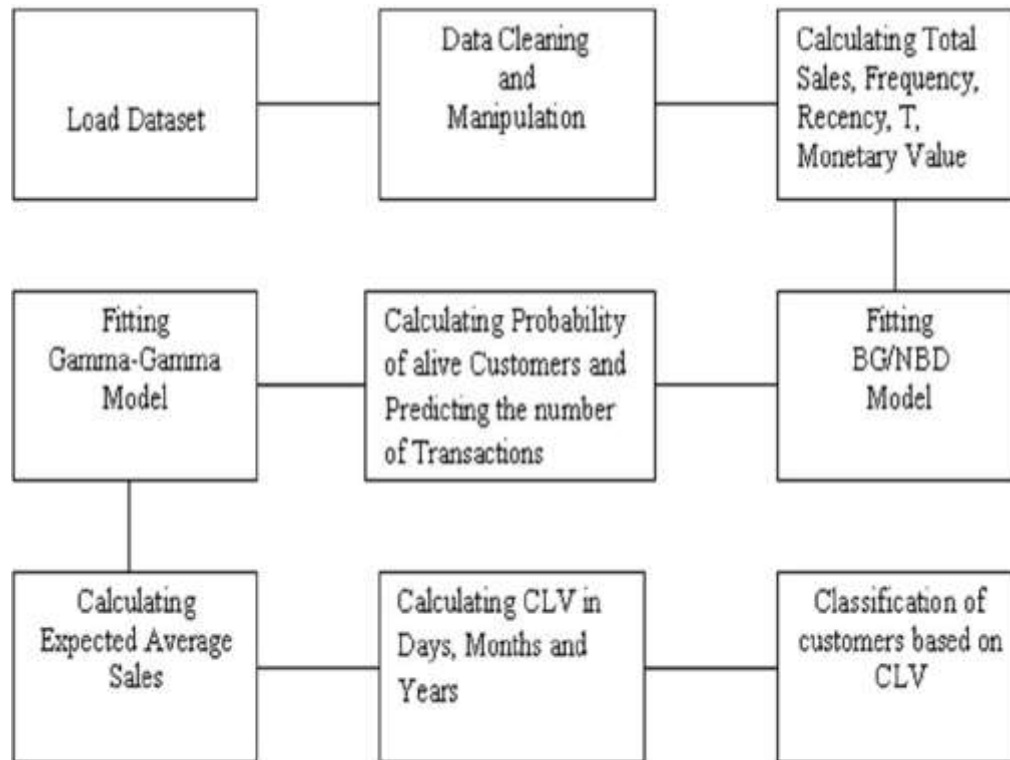 Load Dataset
Data Cleaning
and
Manipulation
Calculating Total
Sales, Frequency,
Recency, T,
Monetary Value
Fitting
BG/NBD
Model
Calculating Probability
of alive Customers and
Predicting the number
of Transactions
Fitting
Gamma-Gamma
Model
Calculating
Expected Average
Sales
Calculating CLV in
Days, Months and
Years
Classification of
customers based on
CLV